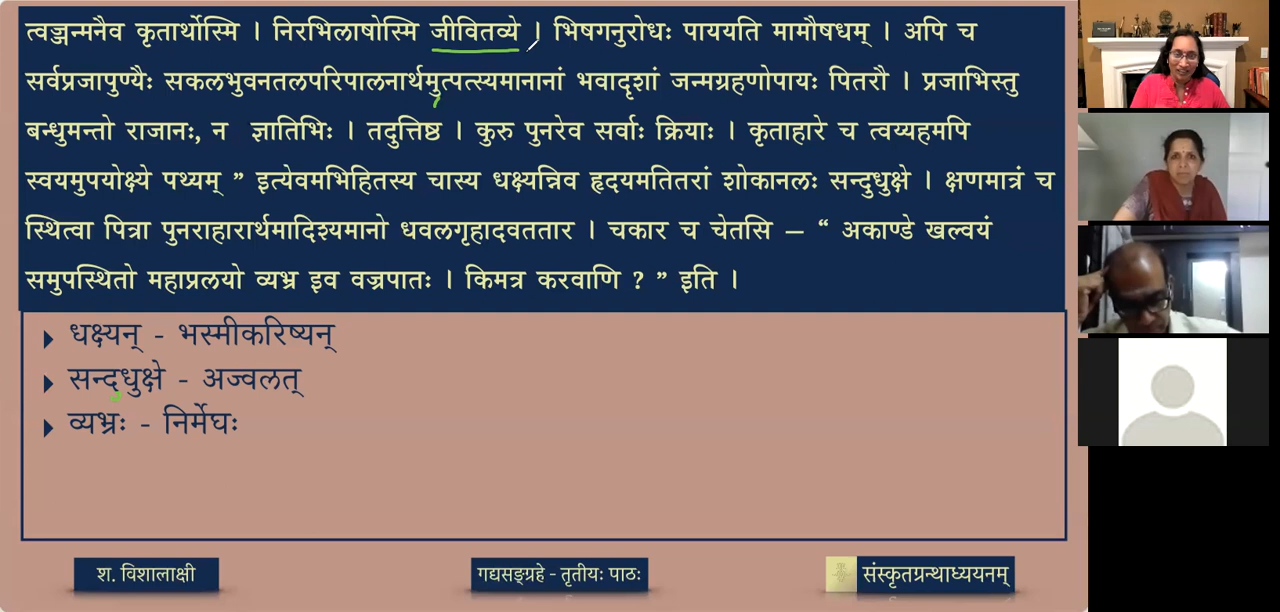 त्वज्जन्मनैव कृतार्थोस्मि । निरभिलाषोस्मि जीवितव्ये । भिषगनुरोधः पाययति मामौषधम् । अपि च
सर्वप्रजापुण्यैः सकलभुवनतलपरिपालनार्थमुत्पत्स्यमानानां भवादृशां जन्मग्रहणोपायः पितरौ । प्रजाभिस्तु
बन्धुमन्तो राजानः, न ज्ञातिभिः । तदुत्तिष्ठ । कुरु पुनरेव सर्वाः क्रियाः । कृताहारे च त्वय्यहमपि
स्वयमुपयोक्ष्ये पथ्यम् ” इत्येवमभिहितस्य चास्य धक्ष्यन्निव हृदयमतितरां शोकानलः सन्दुधुक्षे । क्षणमात्रं च
स्थित्वा पित्रा पुनराहारार्थमादिश्यमानो धवलगृहादवततार । चकार च चेतसि – “ अकाण्डे खल्वयं
समुपस्थितो महाप्रलयो व्यभ्र इव वज्रपातः । किमत्र करवाणि ? ” इति ।
धक्ष्यन् - भस्मीकरिष्यन्
सन्दुधुक्षे - अज्वलत्
व्यभ्रः - निर्मेघः
श. विशालाक्षी
गद्यसङ्ग्रहे - तृतीयः पाठः
संस्कृतग्रन्थाध्ययनम्